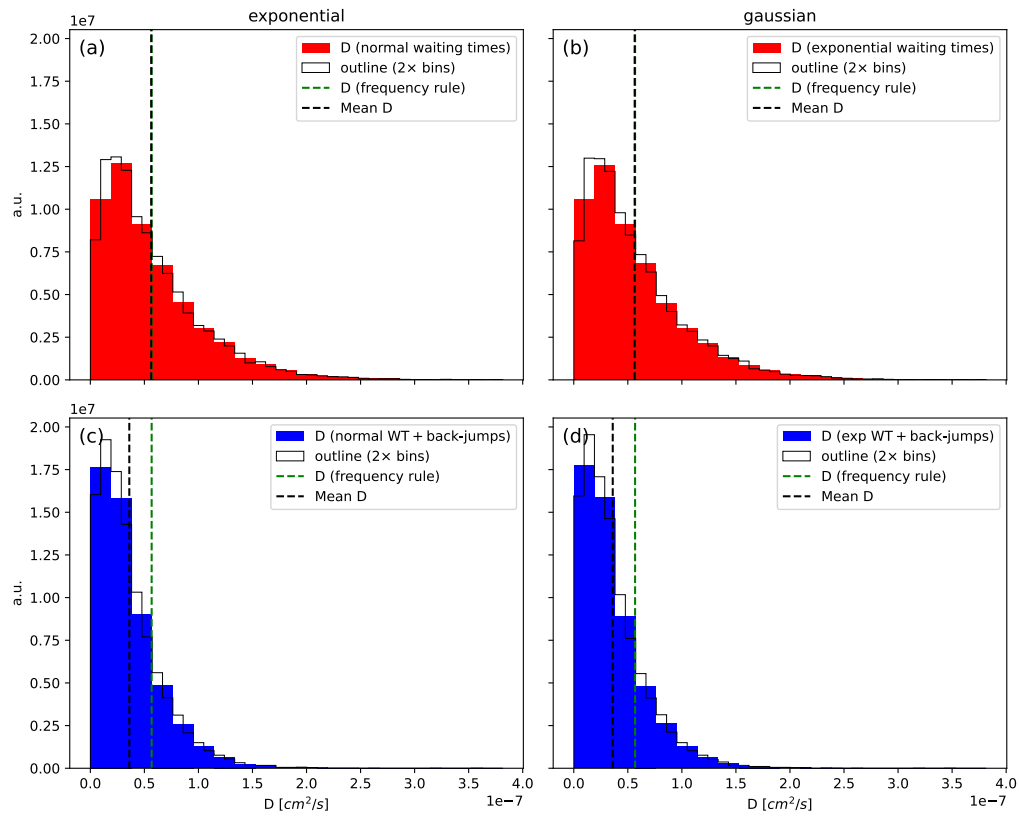 exponential
gaussian
1e7
(a)
D (normal waiting times)
outline (2× bins)
D (frequency rule)
Mean D
a.u.
2.00
1.75
1.50
1.25
1.00
0.75
0.50
0.25
0.00
(b)
D (exponential waiting times)
outline (2× bins)
D (frequency rule)
Mean D
1e7
(c)
D (normal WT + back-jumps)
outline (2× bins)
D (frequency rule)
Mean D
a.u.
2.00
1.75
1.50
1.25
1.00
0.75
0.50
0.25
0.00
0.0 0.5 1.0 1.5 2.0 2.5 3.0 3.5 4.0
1e−7
D [cm²/s]
(d)
D (exp WT + back-jumps)
outline (2× bins)
D (frequency rule)
Mean D
0.0 0.5 1.0 1.5 2.0 2.5 3.0 3.5 4.0
1e−7
D [cm²/s]